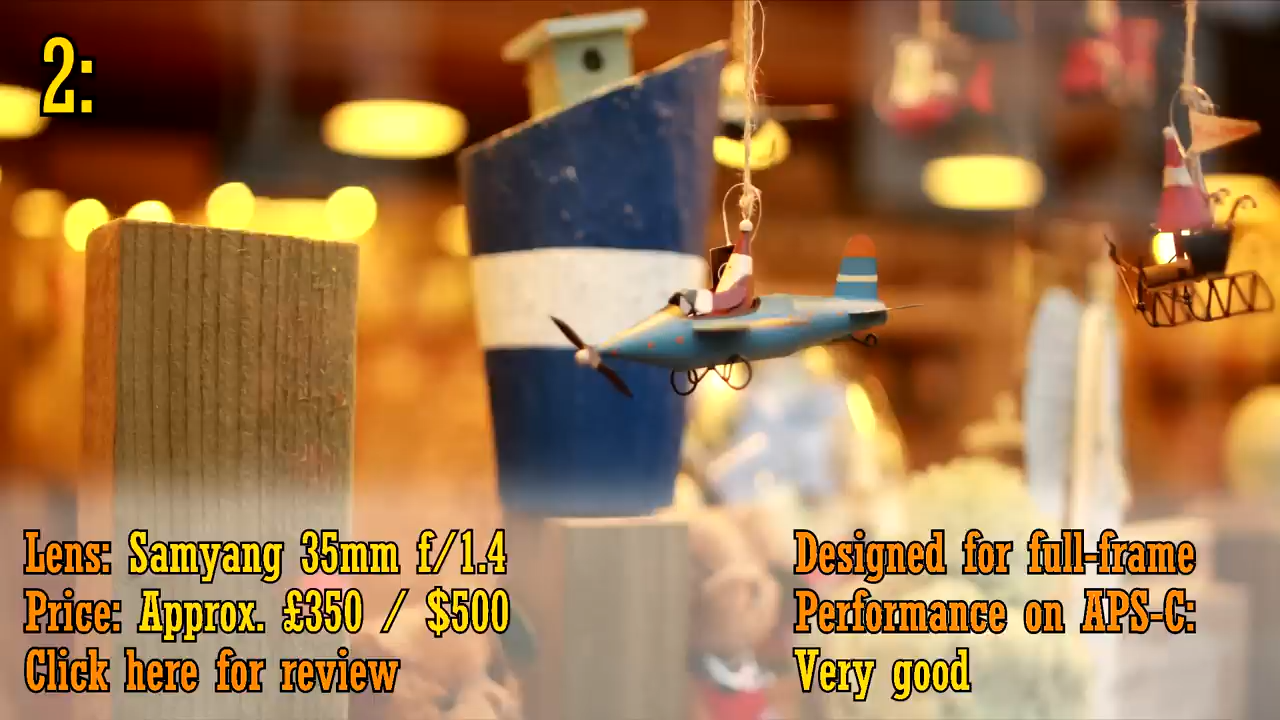 2:
Lens: Samyang 35mm f/1.4
Price: Approx. £350 / $500
Click here for review
Designed for full-frame
Performance on APS-C:
Very good